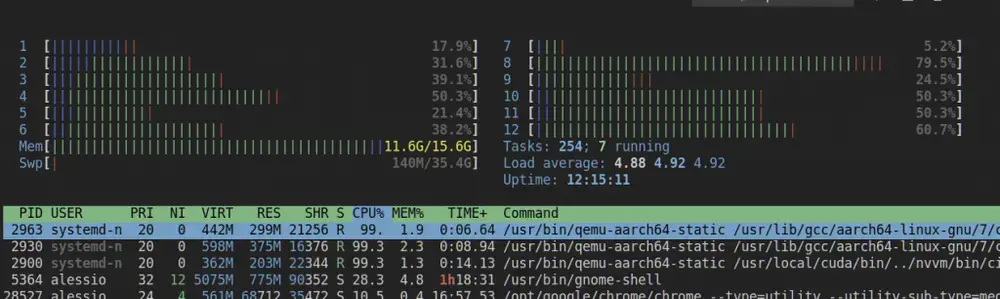 1 [ 17.9%] 7 [ 5.2%]
2 [ 31.6%] 8 [ 79.5%]
3 [ 39.1%] 9 [ 24.5%]
4 [ 50.3%] 10 [ 50.3%]
5 [ 21.4%] 11 [ 50.3%]
6 [ 38.2%] 12 [ 60.7%]
Mem[ 11.6G/15.6G] Tasks: 254; 7 running
Swp[ 140M/35.4G] Load average: 4.88 4.92 4.92
Uptime: 12:15:11
PID USER PRI NI VIRT RES SHR S CPU% MEM% TIME+ Command
2963 systemd-n 20 0 442M 299M 21256 R 99. 1.9 0:06.64 /usr/bin/qemu-aarch64-static /usr/lib/gcc/aarch64-linux-gnu/7/c
2930 systemd-n 20 0 598M 375M 16376 R 99.3 2.3 0:08.94 /usr/bin/qemu-aarch64-static /usr/lib/gcc/aarch64-linux-gnu/7/c
2900 systemd-n 20 0 362M 203M 22344 R 99.3 1.3 0:14.13 /usr/bin/qemu-aarch64-static /usr/local/cuda/bin/../nvvm/bin/ci
5364 alessio 32 12 5075M 775M 90352 S 28.3 4.8 1h18:31 /usr/bin/gnome-shell
28527 alessio 24 4 561M 68712 35472 S 10.5 0.4 16:57.53 /opt/google/chrome/chrome --type=utility --utility-sub-type=me